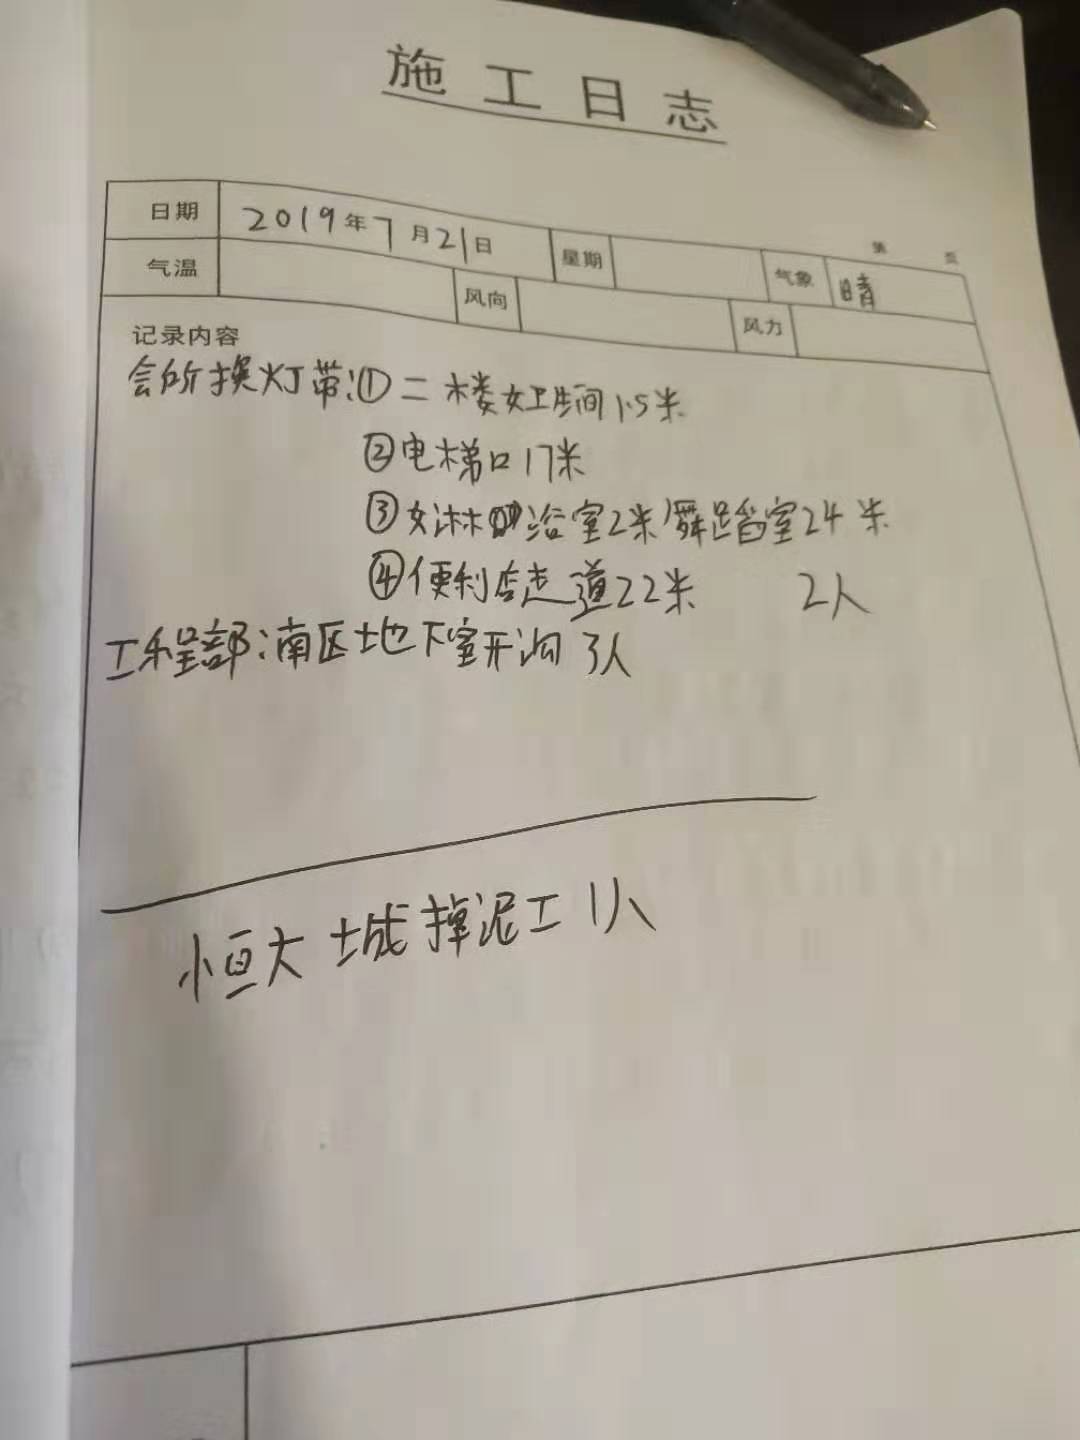 施工日志
第 页
日期 2019年7月21日 星期 气象 晴
气温 风向 风力
记录内容
会所换灯带:①二楼女卫生间1.5米
②电梯口17米
③女淋浴室2米 舞蹈室24米
④便利店走道22米 2人
工程部:南区地下室开沟 3人
恒大城掉泥工1人